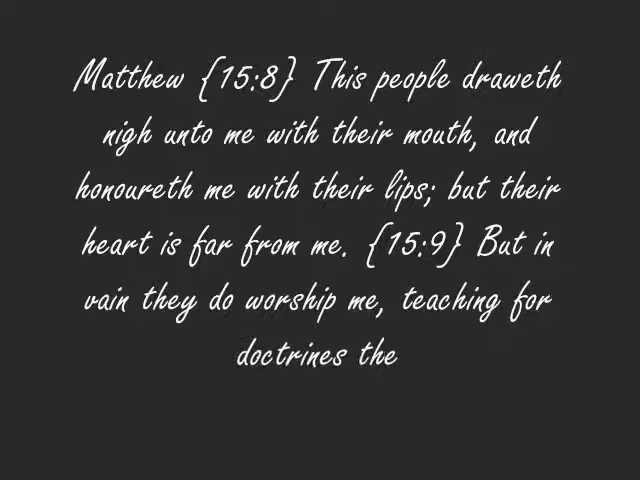 Matthew {15:8} This people draweth
nigh unto me with their mouth, and
honoureth me with their lips; but their
heart is far from me. {15:9} But in
vain they do worship me, teaching for
doctrines the